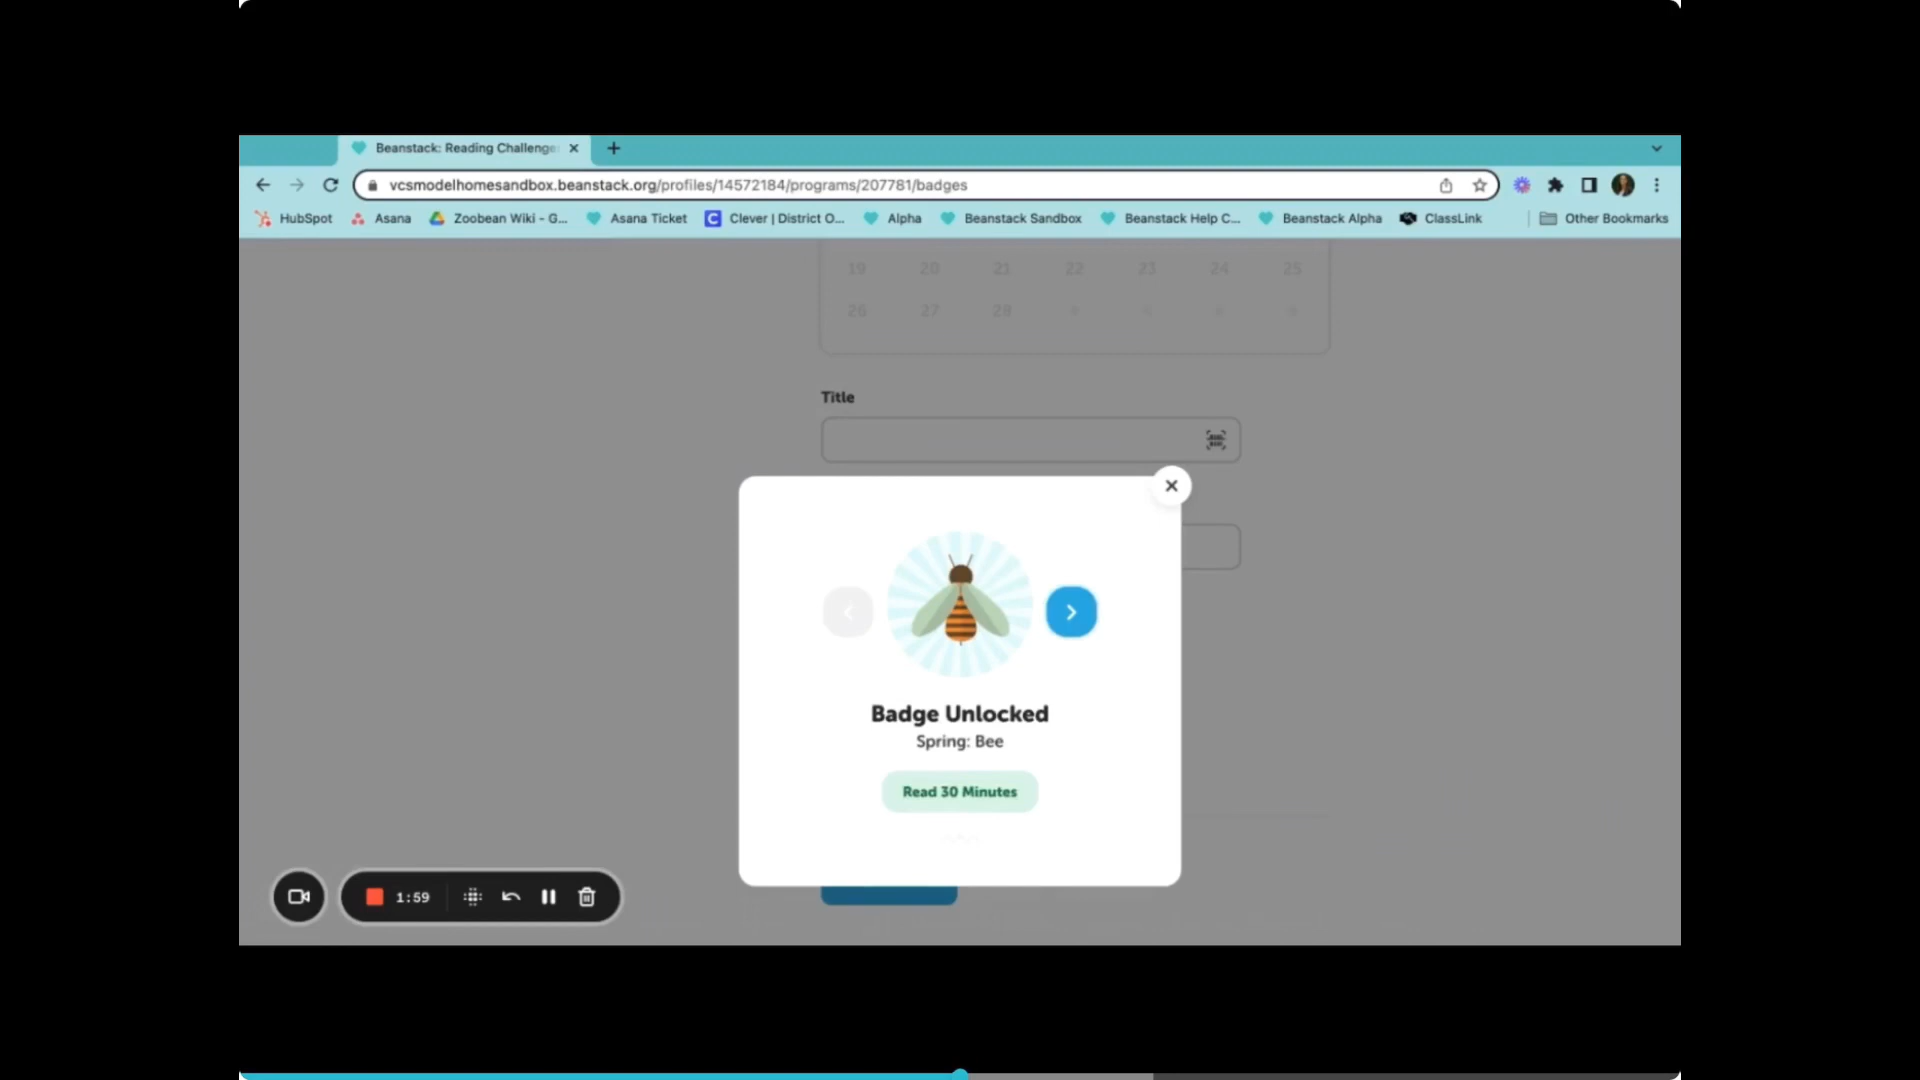 Beanstack: Reading Challenge
vcsmodelhomesandbox.beanstack.org/profiles/14572184/programs/207781/badges
HubSpot Asana Zoobean Wiki - G... Asana Ticket Clever | District O... Alpha Beanstack Sandbox Beanstack Help C... Beanstack Alpha ClassLink Other Bookmarks
19 20 21 22 23 24 25
26 27 28
Title
Badge Unlocked
Spring: Bee
Read 30 Minutes
1:59